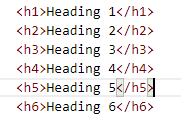 <h1>Heading 1</h1>
<h2>Heading 2</h2>
<h3>Heading 3</h3>
<h4>Heading 4</h4>
<h5>Heading 5</h5>
<h6>Heading 6</h6>